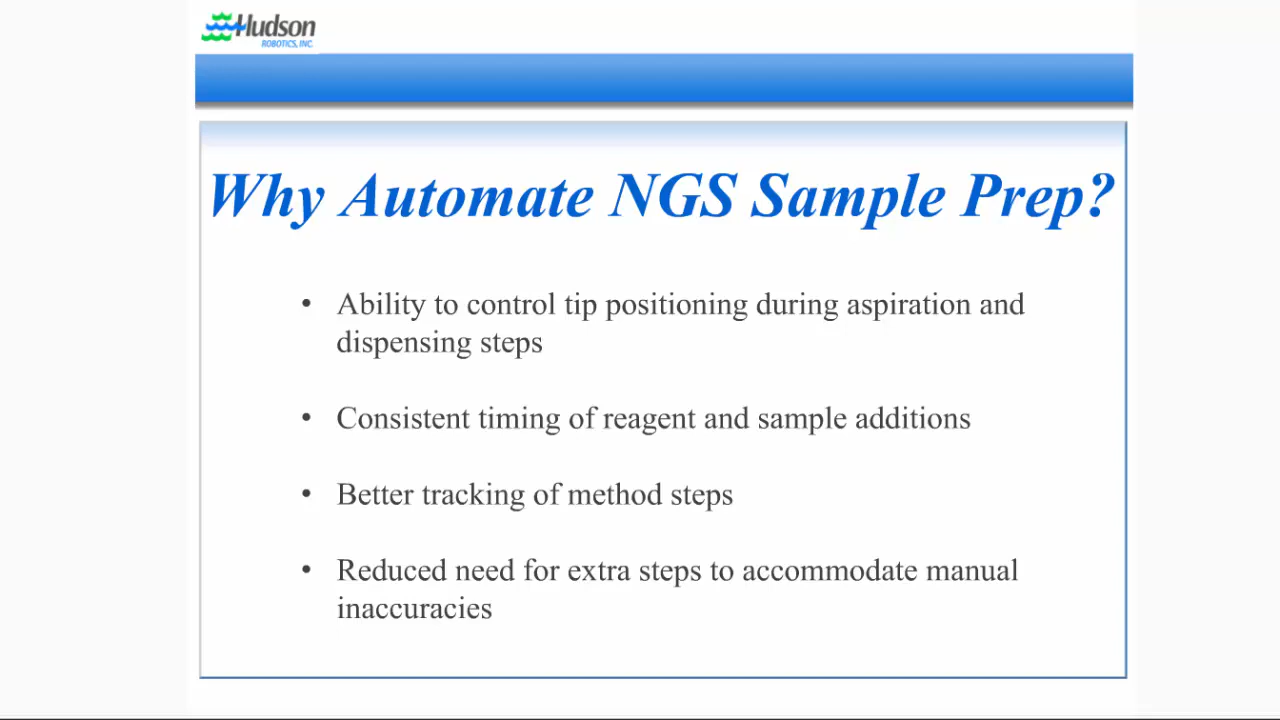 Hudson
ROBOTICS, INC.
Why Automate NGS Sample Prep?
• Ability to control tip positioning during aspiration and
dispensing steps
• Consistent timing of reagent and sample additions
• Better tracking of method steps
• Reduced need for extra steps to accommodate manual
inaccuracies